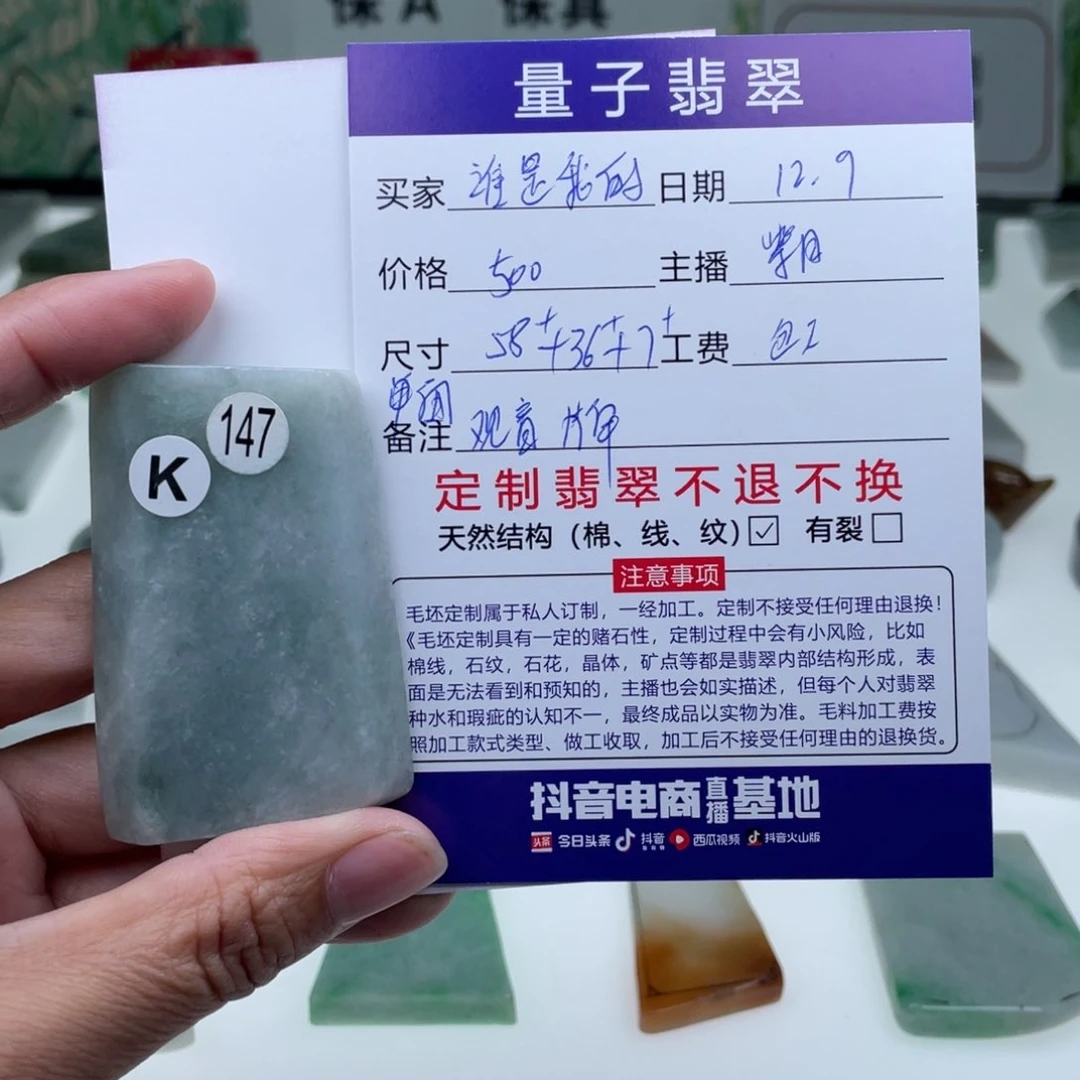 保A 保真
量子翡翠
买家 谁是我的 日期 12.9
价格 500 主播
尺寸 58⁺+36⁺+7⁺ 工费 包工
备注 观音 牌
定制翡翠不退不换
天然结构（棉、线、纹）☑ 有裂☐
注意事项
毛坯定制属于私人订制，一经加工。定制不接受任何理由退换！
《毛坯定制具有一定的赌石性，定制过程中会有小风险，比如
棉线，石纹，石花，晶体，矿点等都是翡翠内部结构形成，表
面是无法看到和预知的，主播也会如实描述，但每个人对翡翠
种水和瑕疵的认知不一，最终成品以实物为准。毛料加工费按
照加工款式类型、做工收取，加工后不接受任何理由的退换货。
抖音电商直播基地
头条 今日头条 抖音 西瓜视频 抖音火山版
147
K